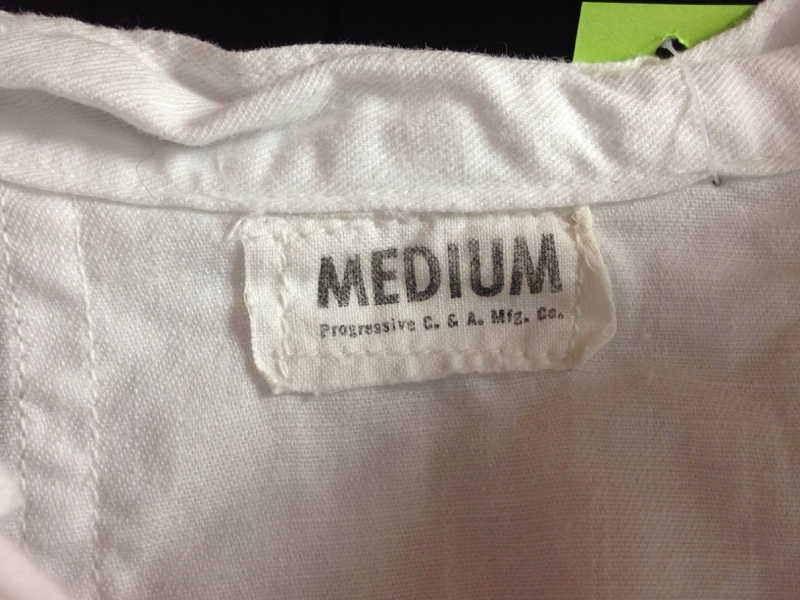 MEDIUM
Progressive C. & A. Mfg. Co.